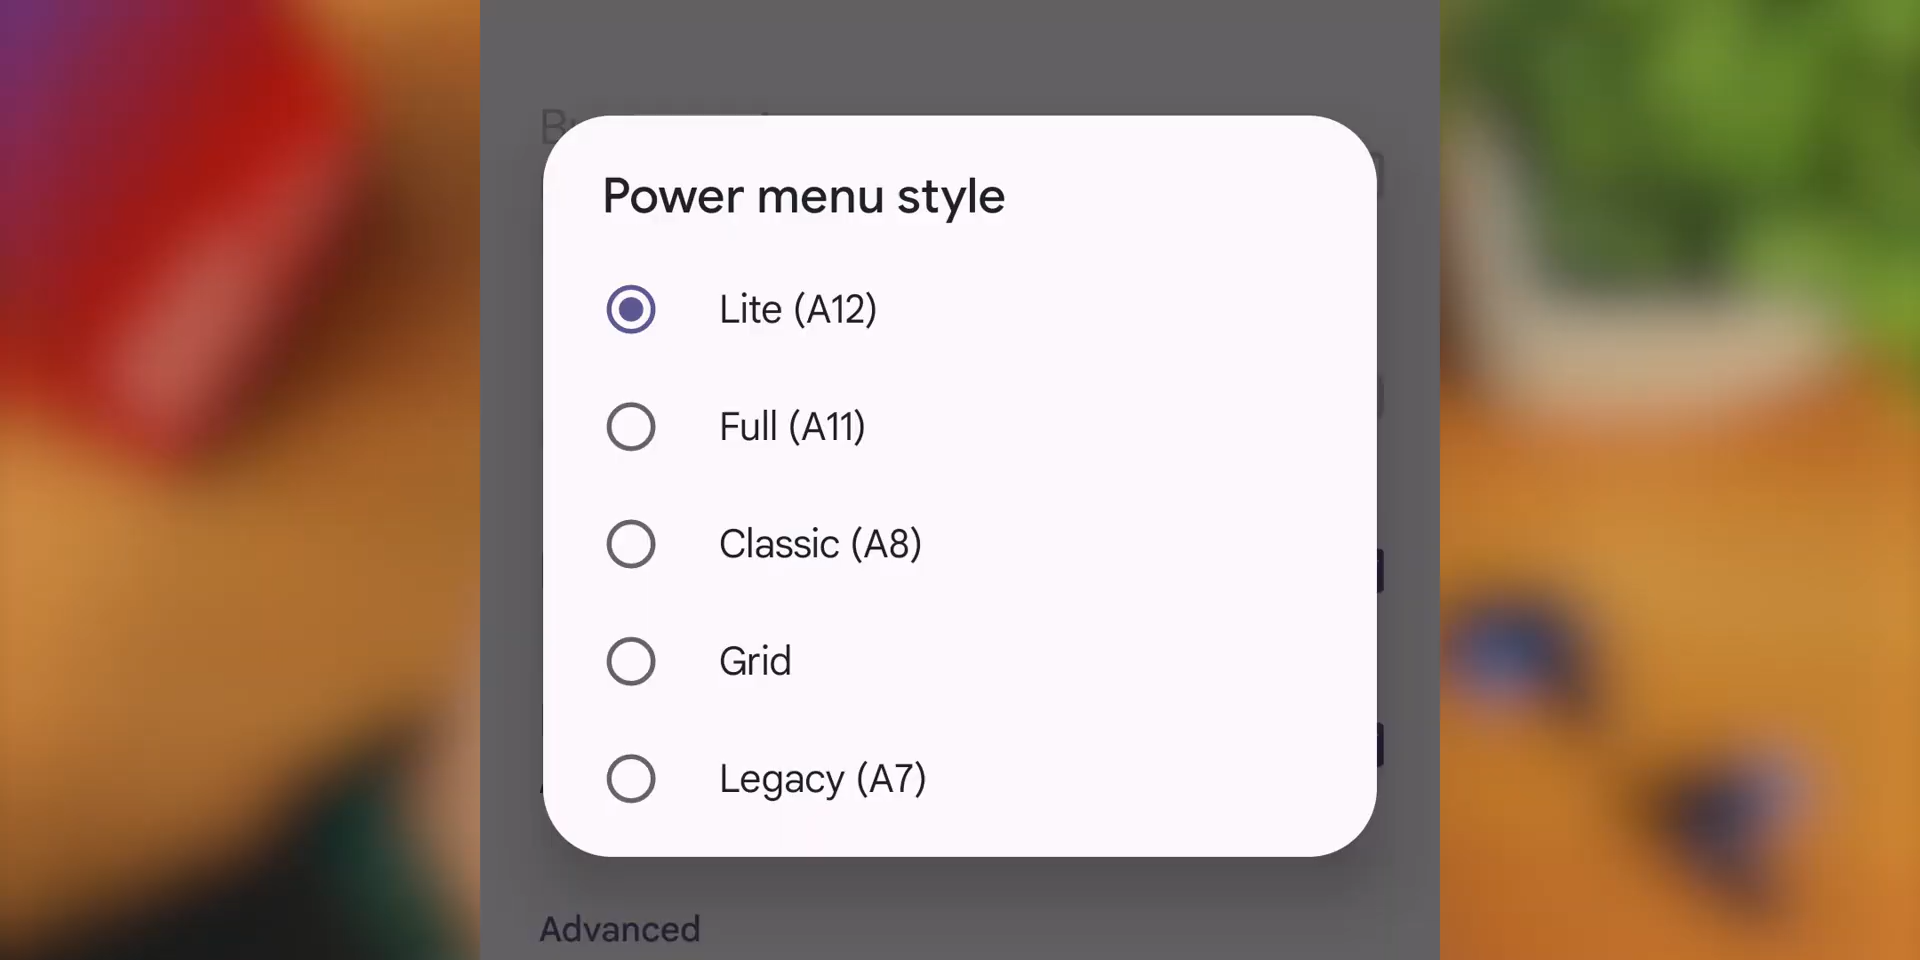 Power menu style
Lite (A12)
Full (A11)
Classic (A8)
Grid
Legacy (A7)
Advanced